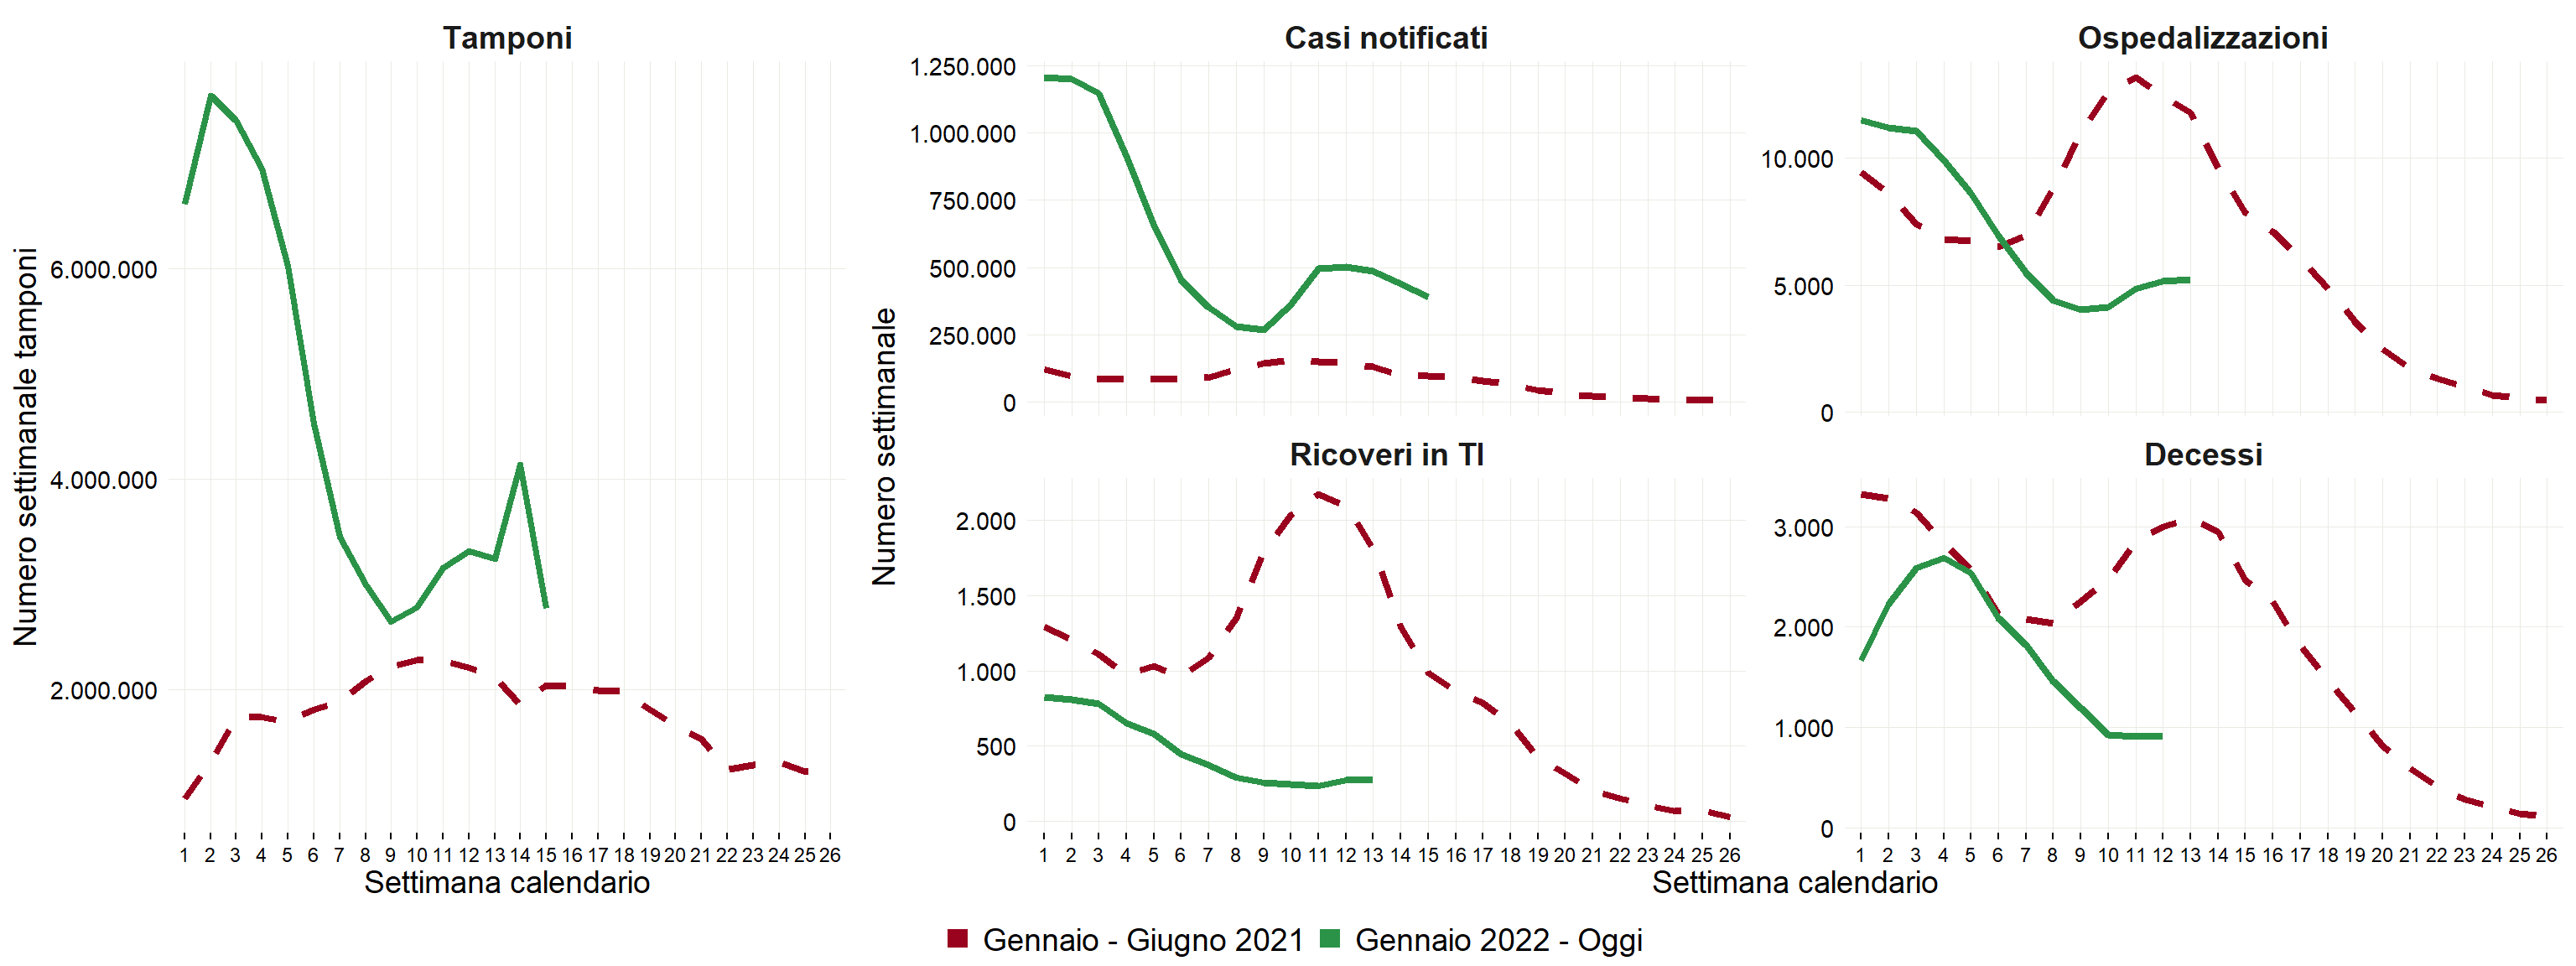 Tamponi
Numero settimanale tamponi
6.000.000
4.000.000
2.000.000
1 2 3 4 5 6 7 8 9 10 11 12 13 14 15 16 17 18 19 20 21 22 23 24 25 26
Settimana calendario
Numero settimanale
Casi notificati
1.250.000
1.000.000
750.000
500.000
250.000
0
Ospedalizzazioni
10.000
5.000
0
Ricoveri in TI
2.000
1.500
1.000
500
0
1 2 3 4 5 6 7 8 9 10 11 12 13 14 15 16 17 18 19 20 21 22 23 24 25 26
Decessi
3.000
2.000
1.000
0
1 2 3 4 5 6 7 8 9 10 11 12 13 14 15 16 17 18 19 20 21 22 23 24 25 26
Settimana calendario
Gennaio - Giugno 2021
Gennaio 2022 - Oggi